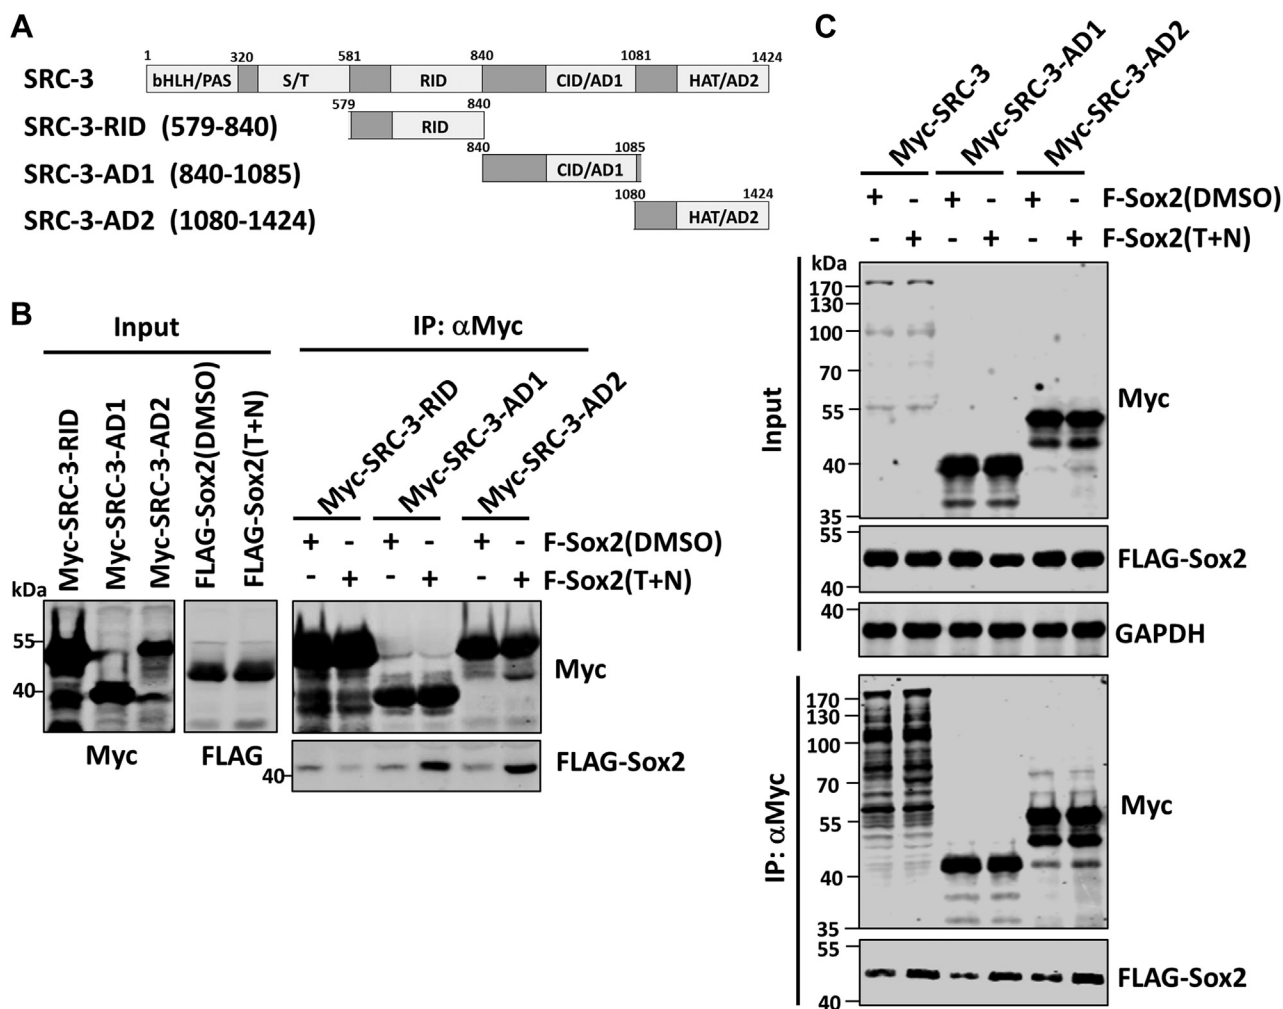 A
1 320 581 840 1081 1424
SRC-3 bHLH/PAS S/T RID CID/AD1 HAT/AD2
579 840
SRC-3-RID (579-840) RID
840 1085
SRC-3-AD1 (840-1085) CID/AD1
1080 1424
SRC-3-AD2 (1080-1424) HAT/AD2
B
Input
IP: αMyc
Myc-SRC-3-RID
Myc-SRC-3-AD1
Myc-SRC-3-AD2
FLAG-Sox2(DMSO)
FLAG-Sox2(T+N)
Myc-SRC-3-RID
Myc-SRC-3-AD1
Myc-SRC-3-AD2
+ - + - + - F-Sox2(DMSO)
- + - + - + F-Sox2(T+N)
kDa
55
40
Myc
Myc
FLAG
40
FLAG-Sox2
C
Myc-SRC-3
Myc-SRC-3-AD1
Myc-SRC-3-AD2
+ - + - + - F-Sox2(DMSO)
- + - + - + F-Sox2(T+N)
Input
kDa
170
130
100
70
55
40
35
Myc
55
40
FLAG-Sox2
40
GAPDH
IP: αMyc
170
130
100
70
55
40
35
Myc
55
40
FLAG-Sox2